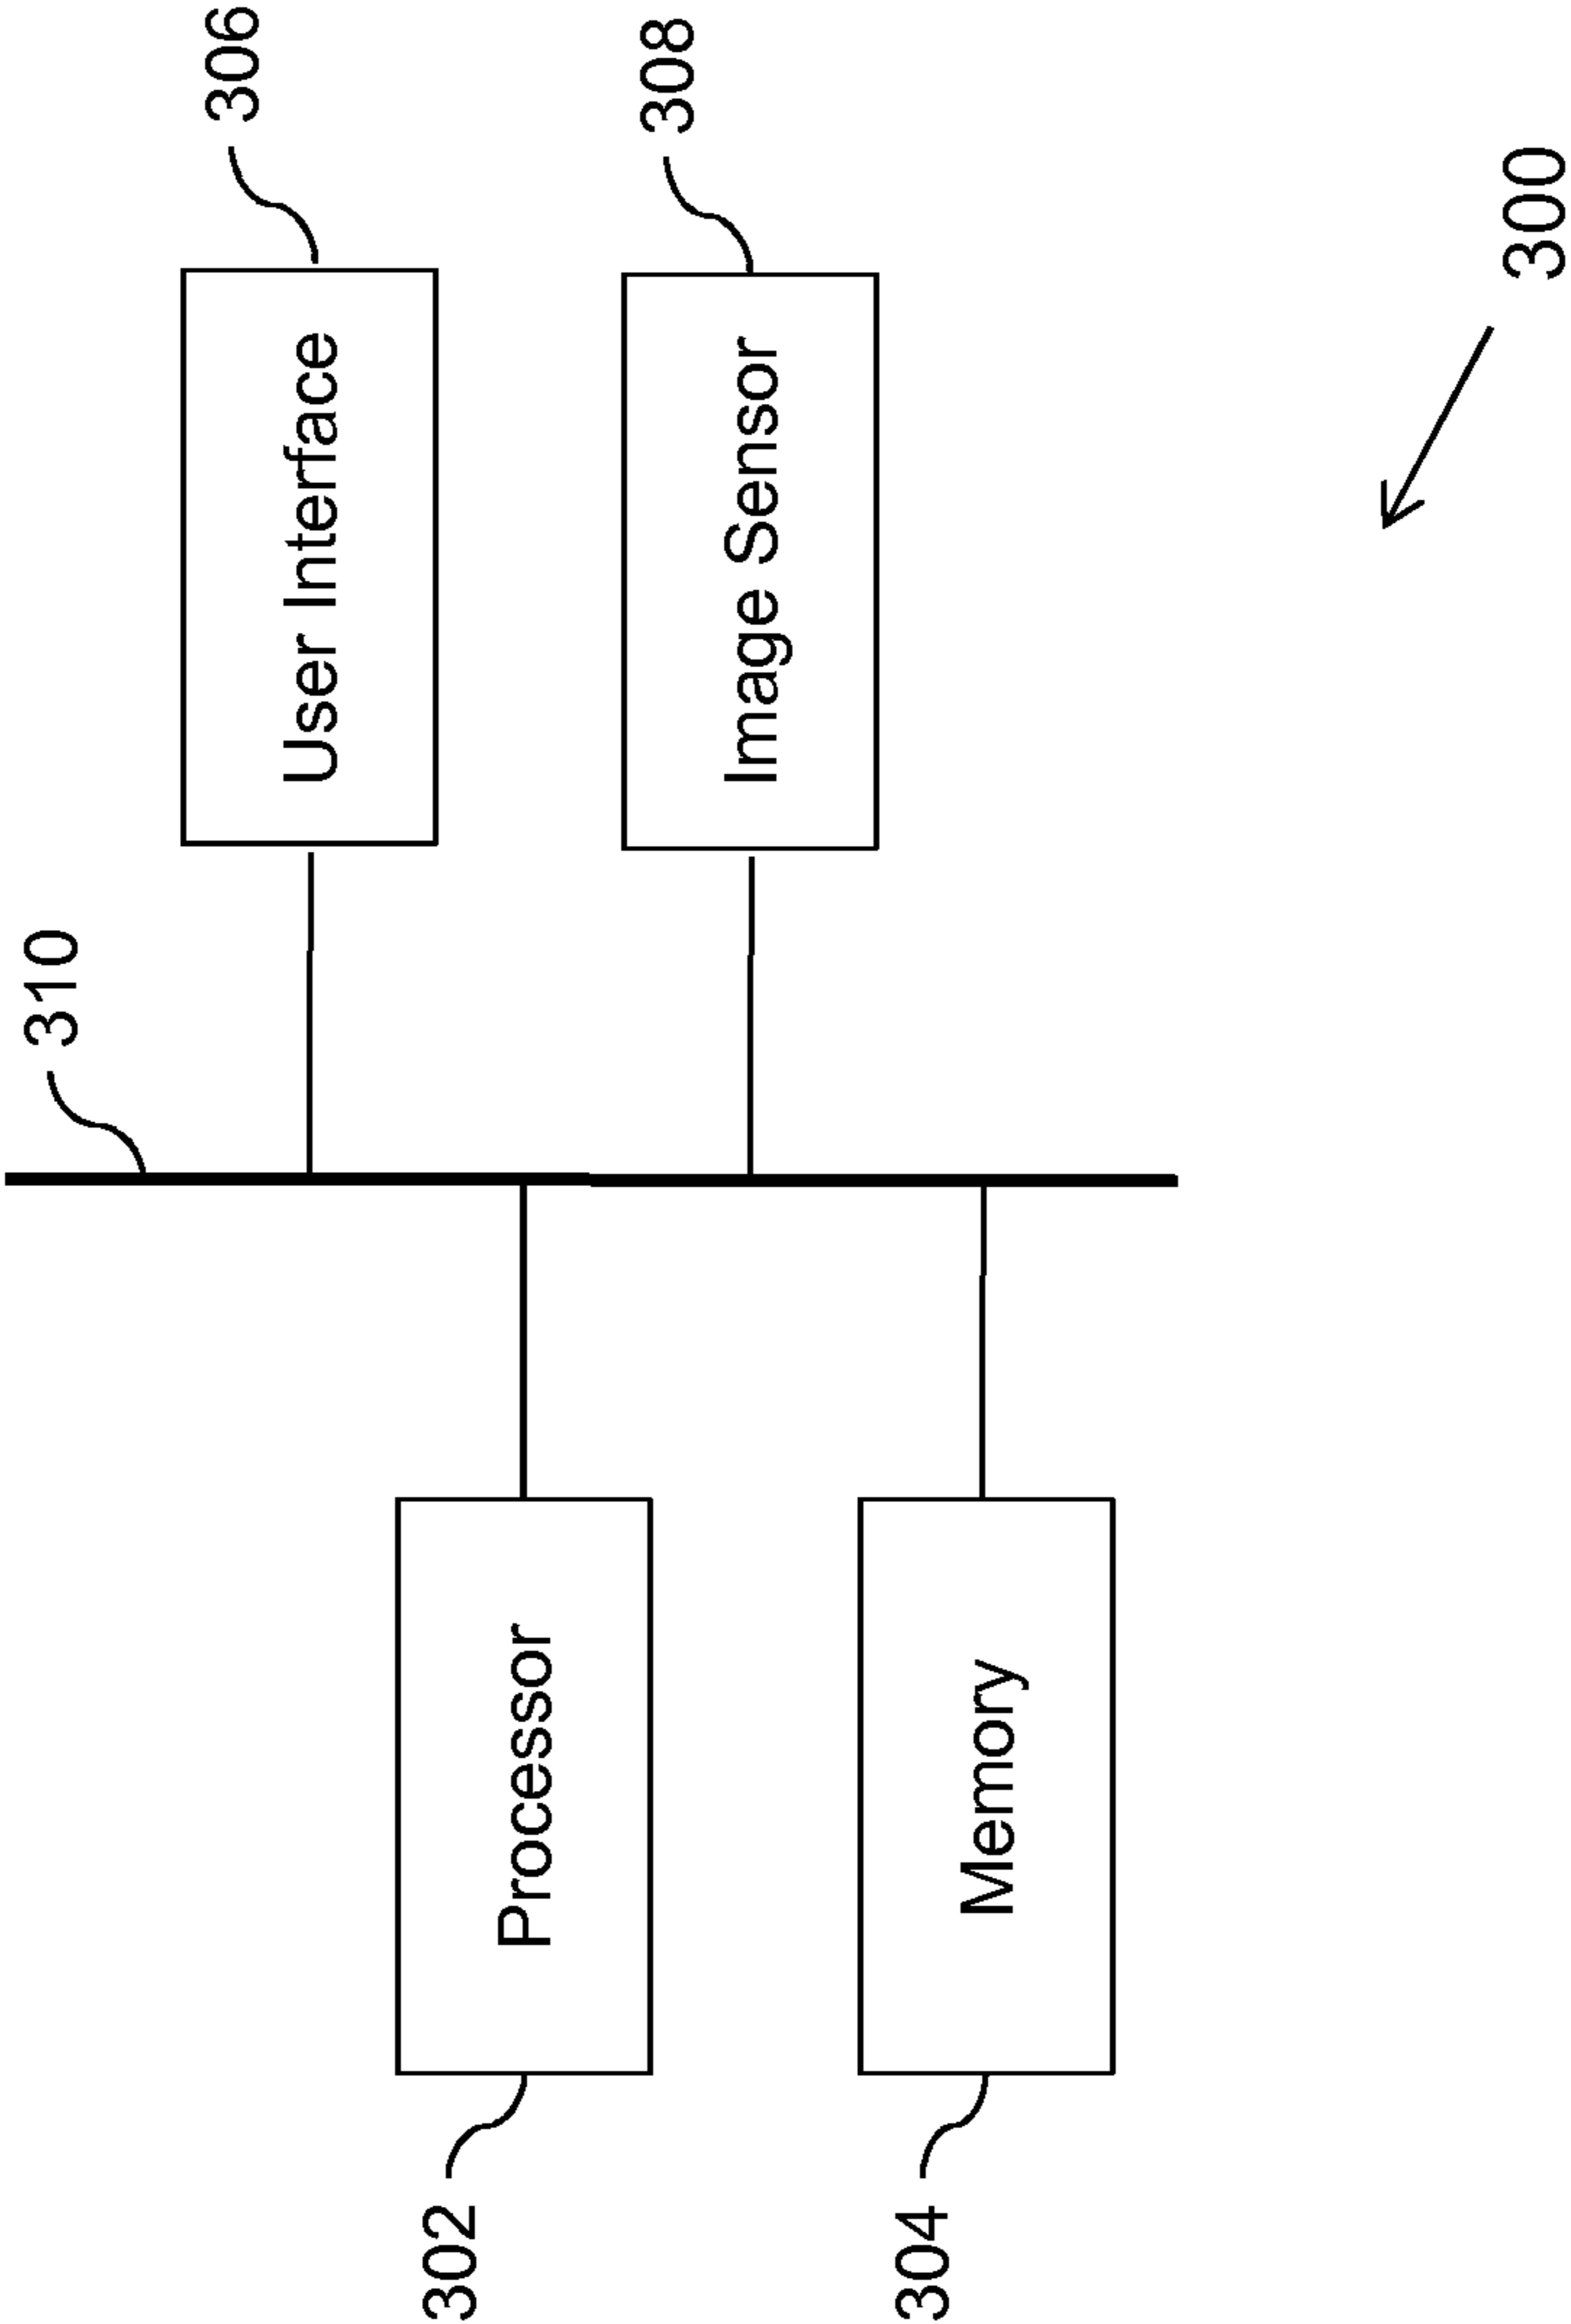 310
User Interface
306
302
Processor
Image Sensor
308
304
Memory
300